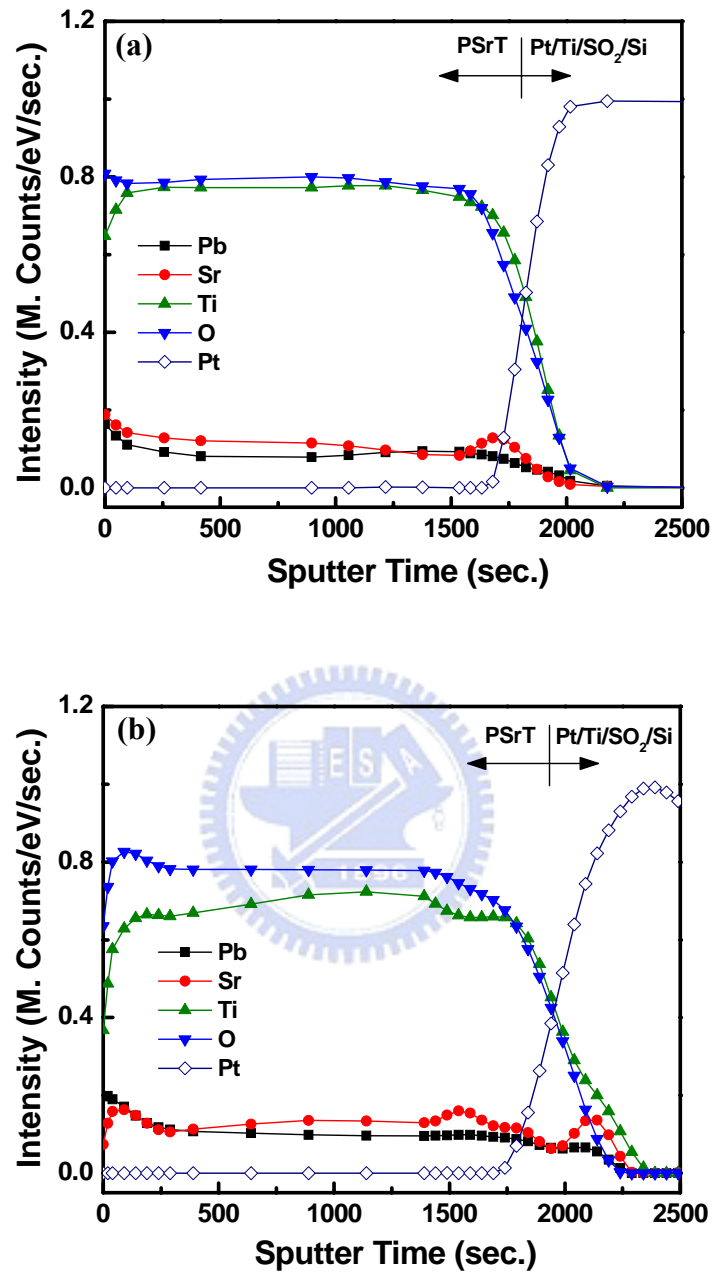 (a)
PSrT
Pt/Ti/SO2/Si
1.2
0.8
0.4
0.0
Intensity (M. Counts/eV/sec.)
Pb
Sr
Ti
O
Pt
0 500 1000 1500 2000 2500
Sputter Time (sec.)
(b)
PSrT
Pt/Ti/SO2/Si
1.2
0.8
0.4
0.0
Intensity (M. Counts/eV/sec.)
E S A
1896
Pb
Sr
Ti
O
Pt
0 500 1000 1500 2000 2500
Sputter Time (sec.)